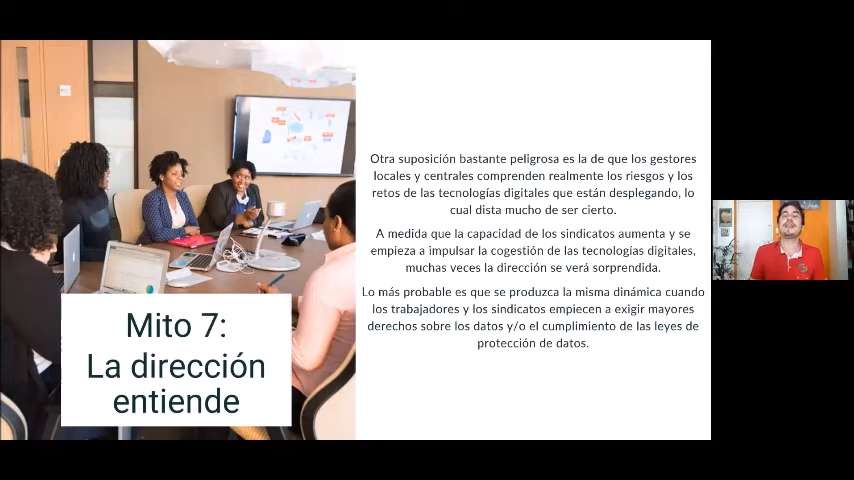 Mito 7:
La dirección
entiende
Otra suposición bastante peligrosa es la de que los gestores
locales y centrales comprenden realmente los riesgos y los
retos de las tecnologías digitales que están desplegando, lo
cual dista mucho de ser cierto.
A medida que la capacidad de los sindicatos aumenta y se
empieza a impulsar la cogestión de las tecnologías digitales,
muchas veces la dirección se verá sorprendida.
Lo más probable es que se produzca la misma dinámica cuando
los trabajadores y los sindicatos empiecen a exigir mayores
derechos sobre los datos y/o el cumplimiento de las leyes de
protección de datos.